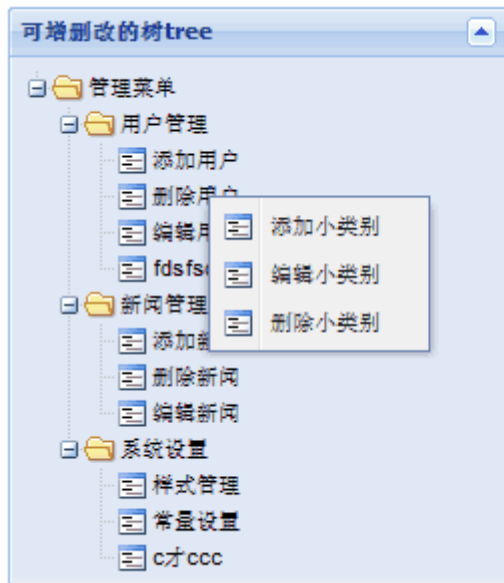 可增删改的树tree
管理菜单
用户管理
添加用户
删除用户
编辑用
fdsfs
添加小类别
编辑小类别
删除小类别
新闻管理
添加新
删除新闻
编辑新闻
系统设置
样式管理
常量设置
c才ccc